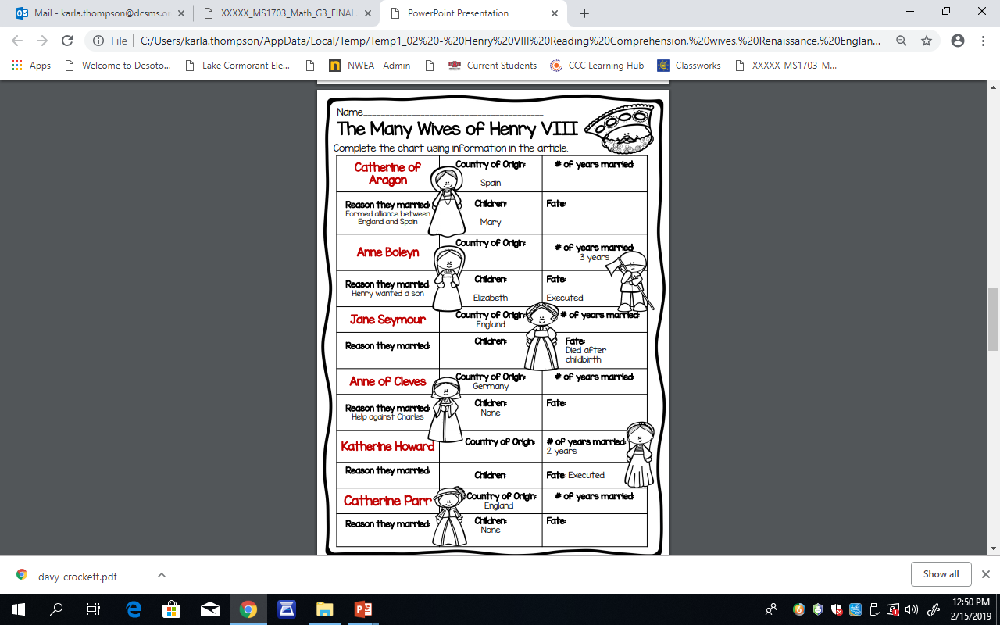 Mail - karla.thompson@dcsms.or
XXXXX_MS1703_Math_G3_FINAL.
PowerPoint Presentation
File
C:/Users/karla.thompson/AppData/Local/Temp/Temp1_02%20-%20Henry%20VIII%20Reading%20Comprehension,%20wives,%20Renaissance,%20Englan...
Apps
Welcome to Desoto...
Lake Cormorant Ele...
NWEA - Admin
Current Students
CCC Learning Hub
Classworks
XXXXX_MS1703_M...
Name
The Many Wives of Henry VIII
Complete the chart using information in the article.
Catherine of
Aragon
Country of Origin:
Spain
# of years married:
Reason they married:
Formed alliance between
England and Spain
Children:
Mary
Fate:
Anne Boleyn
Country of Origin:
# of years married:
3 years
Reason they married:
Henry wanted a son
Children:
Elizabeth
Fate:
Executed
Jane Seymour
Country of Origin:
England
# of years married:
Reason they married:
Children:
Fate:
Died after
childbirth
Anne of Cleves
Country of Origin:
Germany
# of years married:
Reason they married:
Help against Charles
Children:
None
Fate:
Katherine Howard
Country of Origin:
# of years married:
2 years
Reason they married:
Children:
Fate: Executed
Catherine Parr
Country of Origin:
England
# of years married:
Reason they married:
Children:
None
Fate:
davy-crockett.pdf
Show all
12:50 PM
2/15/2019